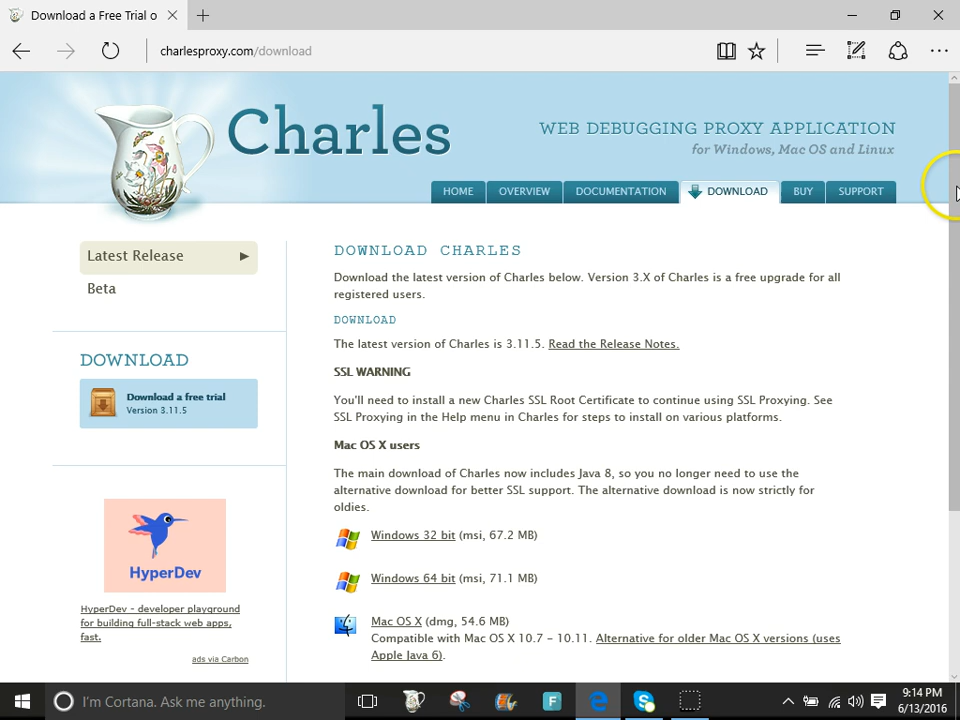 Download a Free Trial o
charlesproxy.com/download
Charles
WEB DEBUGGING PROXY APPLICATION
for Windows, Mac OS and Linux
HOME
OVERVIEW
DOCUMENTATION
DOWNLOAD
BUY
SUPPORT
Latest Release
Beta
DOWNLOAD
Download a free trial
Version 3.11.5
HyperDev
HyperDev – developer playground
for building full-stack web apps,
fast.
ads via Carbon
DOWNLOAD CHARLES
Download the latest version of Charles below. Version 3.X of Charles is a free upgrade for all
registered users.
DOWNLOAD
The latest version of Charles is 3.11.5. Read the Release Notes.
SSL WARNING
You'll need to install a new Charles SSL Root Certificate to continue using SSL Proxying. See
SSL Proxying in the Help menu in Charles for steps to install on various platforms.
Mac OS X users
The main download of Charles now includes Java 8, so you no longer need to use the
alternative download for better SSL support. The alternative download is now strictly for
oldies.
Windows 32 bit (msi, 67.2 MB)
Windows 64 bit (msi, 71.1 MB)
Mac OS X (dmg, 54.6 MB)
Compatible with Mac OS X 10.7 – 10.11. Alternative for older Mac OS X versions (uses
Apple Java 6).
I'm Cortana. Ask me anything.
F
9:14 PM
6/13/2016